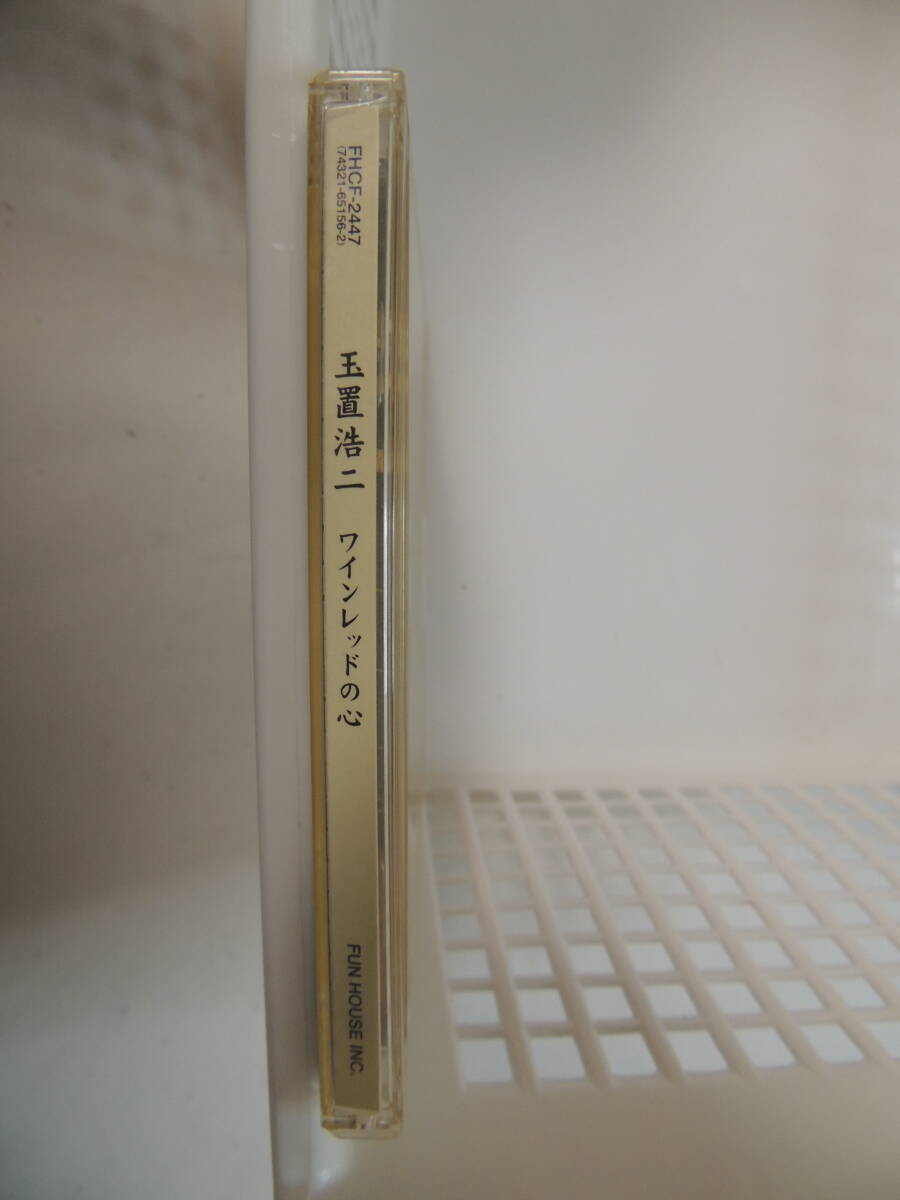 FHCF-2447
(74321-65156-2)
玉置浩二 ワインレッドの心
FUN HOUSE INC.